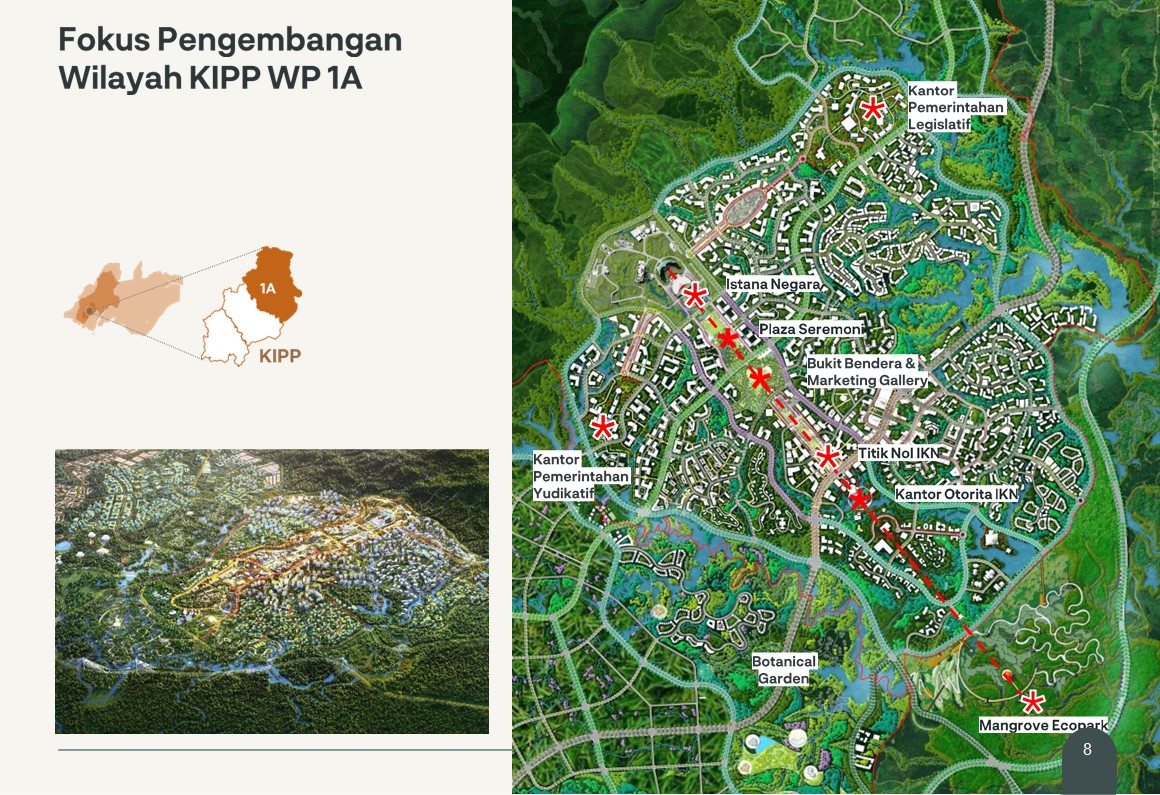 Fokus Pengembangan
Wilayah KIPP WP 1A
1A
KIPP
Kantor
Pemerintahan
Legislatif
Istana Negara
Plaza Seremoni
Bukit Bendera &
Marketing Gallery
Kantor
Pemerintahan
Yudikatif
Titik Nol IKN
Kantor Otorita IKN
Botanical
Garden
Mangrove Ecopark
8